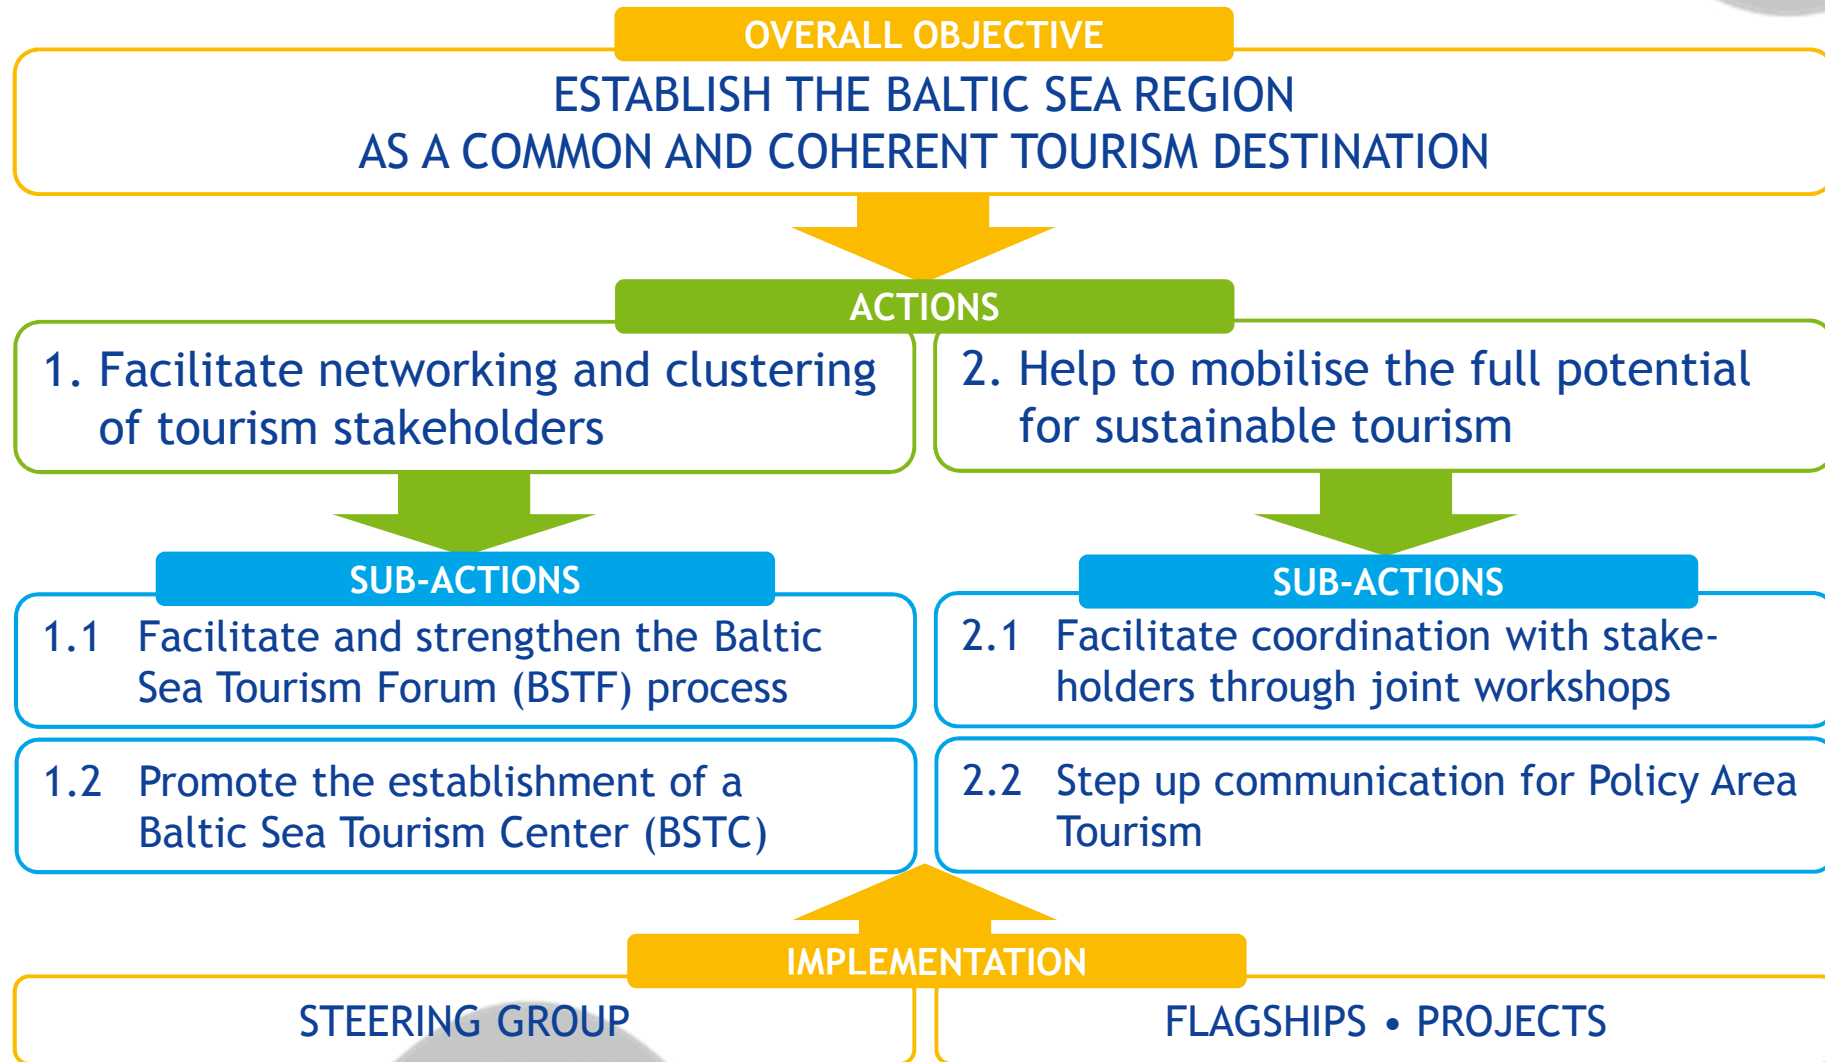 OVERALL OBJECTIVE
ESTABLISH THE BALTIC SEA REGION
AS A COMMON AND COHERENT TOURISM DESTINATION
ACTIONS
1. Facilitate networking and clustering
of tourism stakeholders
2. Help to mobilise the full potential
for sustainable tourism
SUB-ACTIONS
1.1 Facilitate and strengthen the Baltic
Sea Tourism Forum (BSTF) process
1.2 Promote the establishment of a
Baltic Sea Tourism Center (BSTC)
SUB-ACTIONS
2.1 Facilitate coordination with stake-
holders through joint workshops
2.2 Step up communication for Policy Area
Tourism
IMPLEMENTATION
STEERING GROUP
FLAGSHIPS • PROJECTS